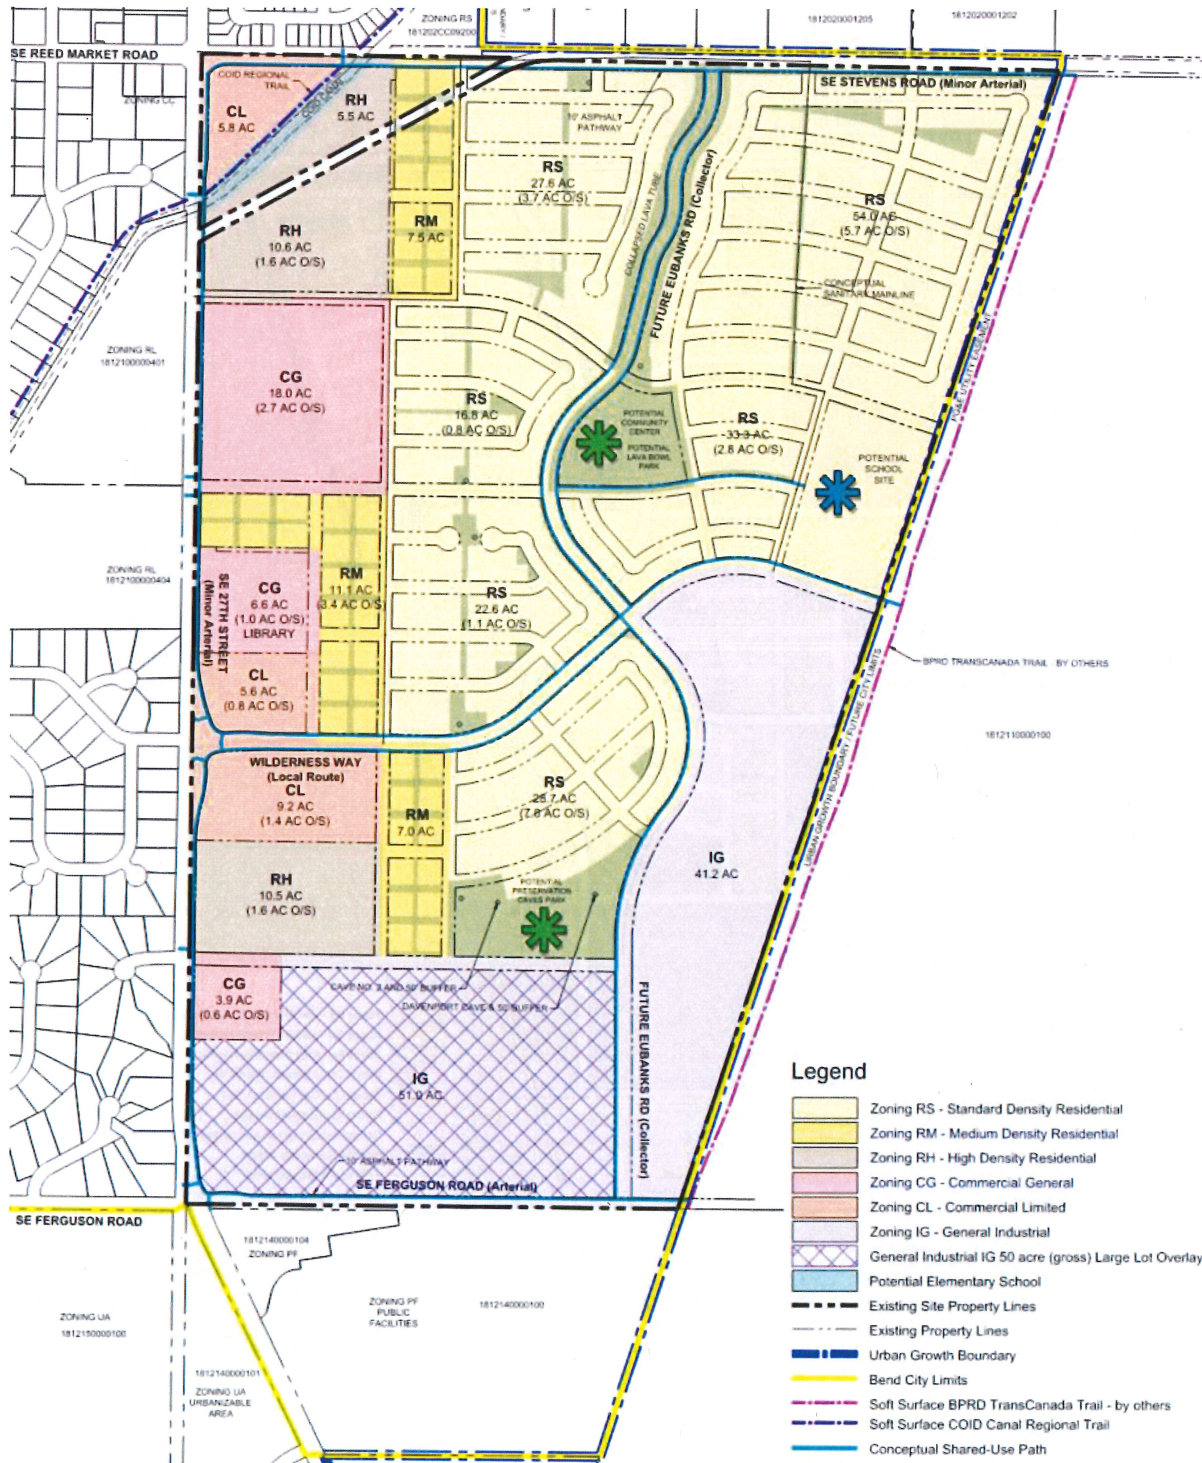 ZONING RS
181202CC09200
1812020001205
1812020001202
SE REED MARKET ROAD
COID REGIONAL
TRAIL
COID CANAL
ZONING CC
CL
5.8 AC
RH
5.5 AC
10' ASPHALT
PATHWAY
SE STEVENS ROAD (Minor Arterial)
RS
27.6 AC
(3.7 AC O/S)
RS
54.0 AC
(5.7 AC O/S)
RM
7.5 AC
RH
10.6 AC
(1.6 AC O/S)
COLLAPSED LAVA TUBE
FUTURE EUBANKS RD (Collector)
CONCEPTUAL
SANITARY MAINLINE
ZONING RL
1812100000401
CG
18.0 AC
(2.7 AC O/S)
RS
16.8 AC
(0.8 AC O/S)
POTENTIAL
COMMUNITY
CENTER
POTENTIAL
LAVA BOWL
PARK
RS
33.3 AC
(2.8 AC O/S)
POTENTIAL
SCHOOL
SITE
UTILITY EASEMENT
ZONING RL
1812100000404
SE 27TH STREET
(Minor Arterial)
CG
6.6 AC
(1.0 AC O/S)
LIBRARY
RM
11.1 AC
(3.4 AC O/S)
RS
22.6 AC
(1.1 AC O/S)
CL
5.6 AC
(0.8 AC O/S)
BPRD TRANSCANADA TRAIL - BY OTHERS
URBAN GROWTH BOUNDARY / FUTURE CITY LIMITS
1812110000100
WILDERNESS WAY
(Local Route)
CL
9.2 AC
(1.4 AC O/S)
RM
7.0 AC
RS
(7.6 AC O/S)
IG
41.2 AC
RH
10.5 AC
(1.6 AC O/S)
POTENTIAL
PRESERVATION
CAVES PARK
CG
3.9 AC
(0.6 AC O/S)
CAVE NO. 2 AND 50' BUFFER
DAVENPORT CAVE & 50' BUFFER
FUTURE EUBANKS RD (Collector)
IG
51.0 AC
10' ASPHALT PATHWAY
SE FERGUSON ROAD (Arterial)
SE FERGUSON ROAD
1812140000104
ZONING PF
ZONING PF
PUBLIC
FACILITIES
1812140000100
ZONING UA
1812150000100
1812140000101
ZONING UA
URBANIZABLE
AREA
Legend
Zoning RS - Standard Density Residential
Zoning RM - Medium Density Residential
Zoning RH - High Density Residential
Zoning CG - Commercial General
Zoning CL - Commercial Limited
Zoning IG - General Industrial
General Industrial IG 50 acre (gross) Large Lot Overlay
Potential Elementary School
Existing Site Property Lines
Existing Property Lines
Urban Growth Boundary
Bend City Limits
Soft Surface BPRD TransCanada Trail - by others
Soft Surface COID Canal Regional Trail
Conceptual Shared-Use Path